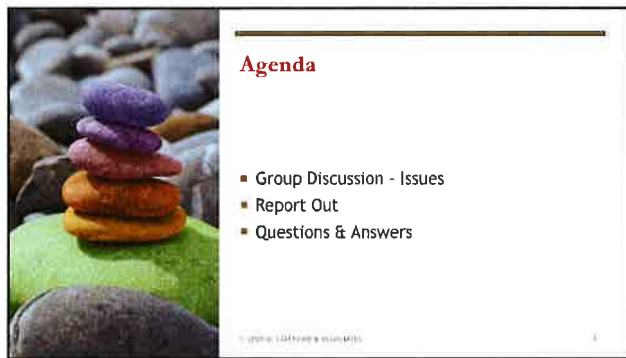 Agenda
Group Discussion - Issues
Report Out
Questions & Answers